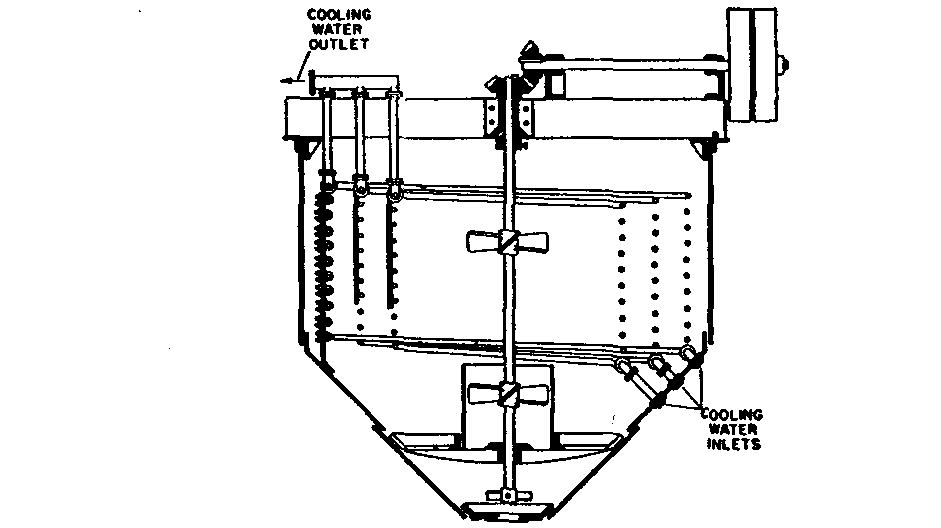 COOLING
WATER
OUTLET
COOLING
WATER
INLETS